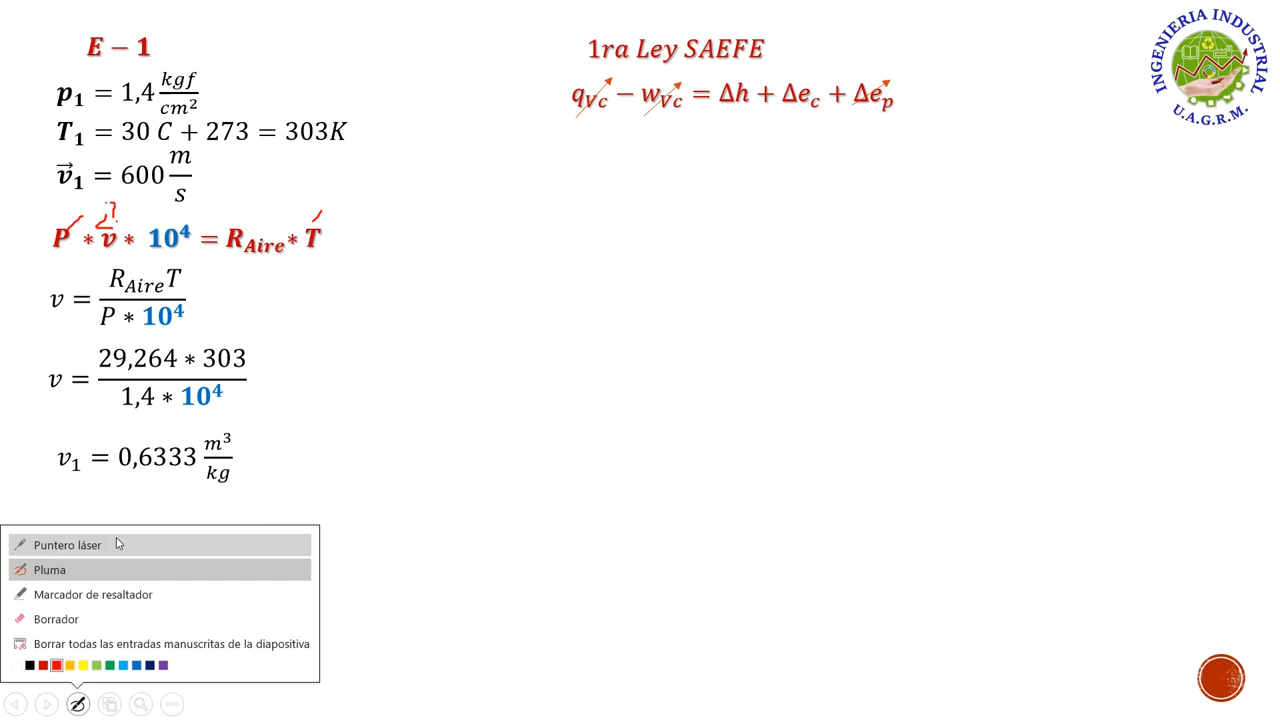 E − 1
p₁ = 1,4 kgf/cm²
T₁ = 30 C + 273 = 303K
v⃗₁ = 600 m/s
P * v * 10⁴ = R_Aire * T
v = R_Aire T / P * 10⁴
v = 29,264 * 303 / 1,4 * 10⁴
v₁ = 0,6333 m³/kg
1ra Ley SAEFE
q_Vc − w_Vc = Δh + Δe_c + Δe_p
INGENIERIA INDUSTRIAL
U.A.G.R.M.
Puntero láser
Pluma
Marcador de resaltador
Borrador
Borrar todas las entradas manuscritas de la diapositiva